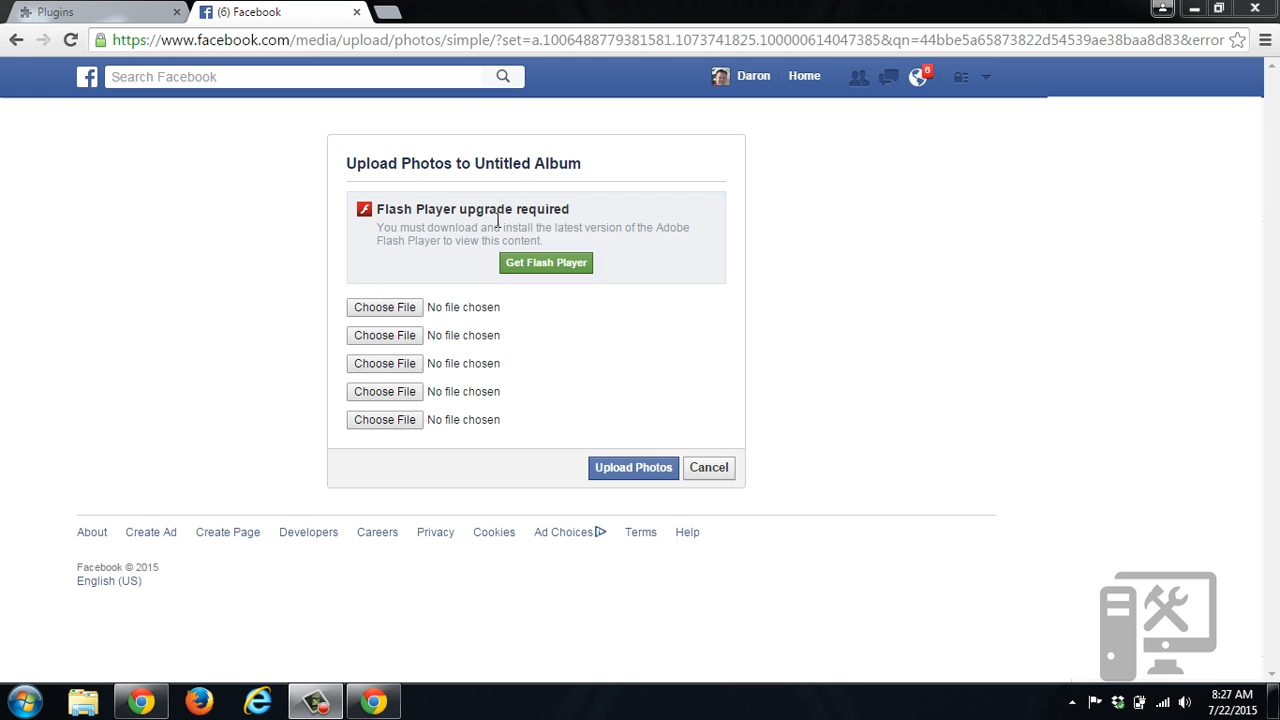 Plugins
(6) Facebook
https://www.facebook.com/media/upload/photos/simple/?set=a.1006488779381581.1073741825.100000614047385&qn=44bbe5a65873822d54539ae38baa8d83&error
Search Facebook
Daron
Home
6
Upload Photos to Untitled Album
Flash Player upgrade required
You must download and install the latest version of the Adobe
Flash Player to view this content.
Get Flash Player
Choose File No file chosen
Choose File No file chosen
Choose File No file chosen
Choose File No file chosen
Choose File No file chosen
Upload Photos
Cancel
About Create Ad Create Page Developers Careers Privacy Cookies Ad Choices Terms Help
Facebook © 2015
English (US)
8:27 AM
7/22/2015